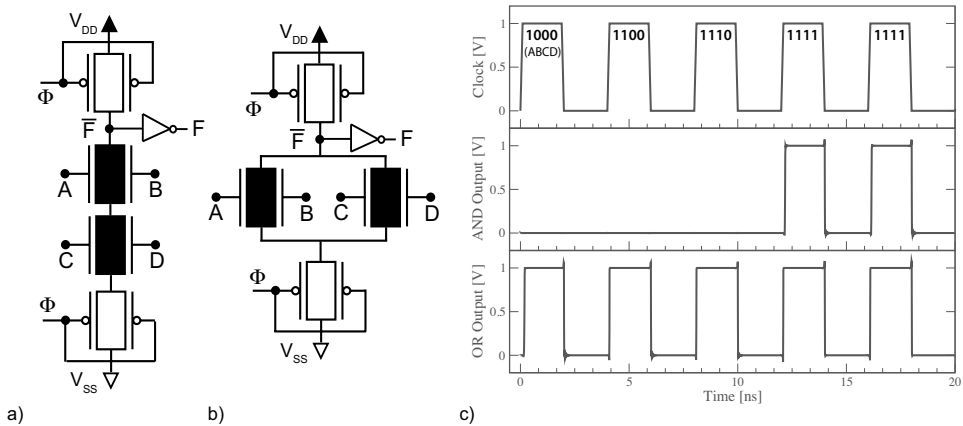 V_DD
Φ
F̅
F
A
B
C
D
Φ
V_SS
a)
V_DD
Φ
F̅
F
A
B
C
D
Φ
V_SS
b)
Clock [V]
1
0.5
0
1000
(ABCD)
1100
1110
1111
1111
AND Output [V]
1
0.5
0
OR Output [V]
1
0.5
0
0
5
10
15
20
Time [ns]
c)